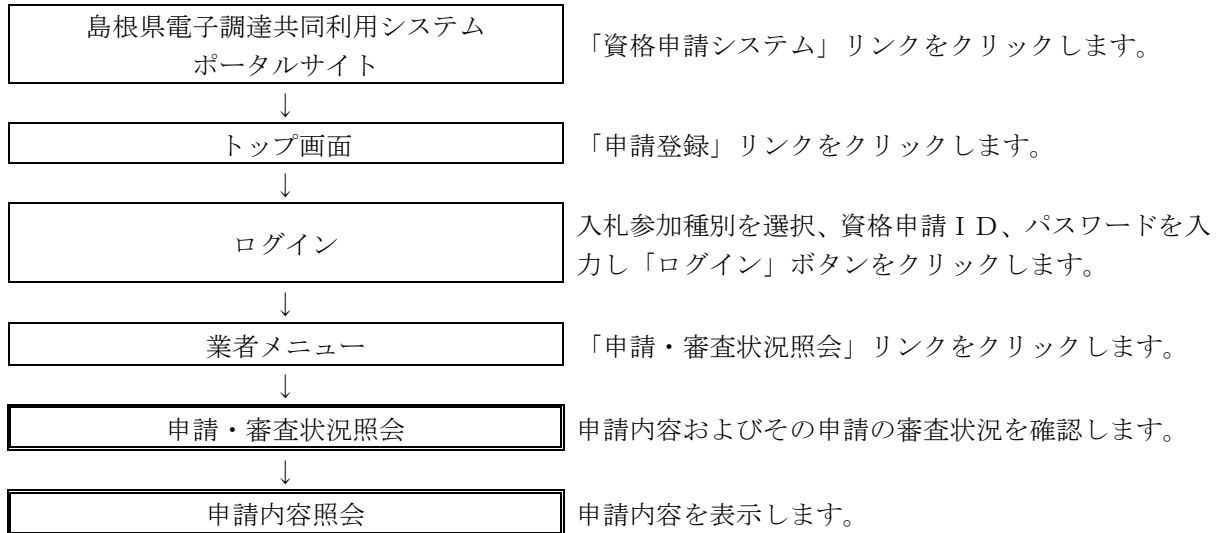 島根県電子調達共同利用システム
ポータルサイト
「資格申請システム」リンクをクリックします。
↓
トップ画面
「申請登録」リンクをクリックします。
↓
ログイン
入札参加種別を選択、資格申請ＩＤ、パスワードを入
力し「ログイン」ボタンをクリックします。
↓
業者メニュー
「申請・審査状況照会」リンクをクリックします。
↓
申請・審査状況照会
申請内容およびその申請の審査状況を確認します。
↓
申請内容照会
申請内容を表示します。